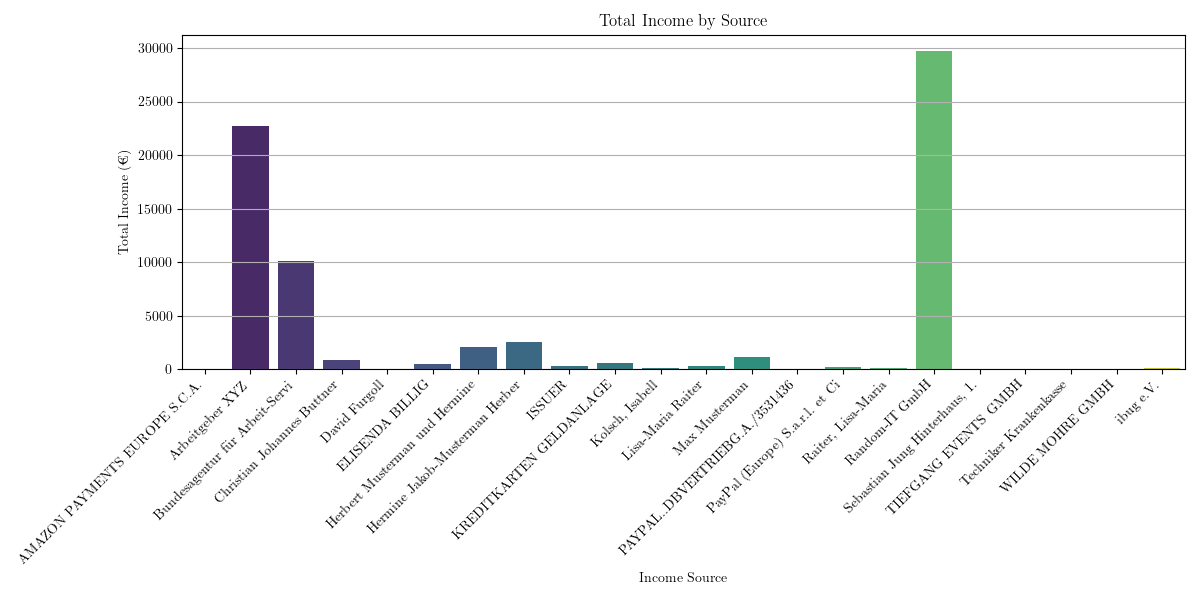 Total Income by Source
Total Income (€)
30000
25000
20000
15000
10000
5000
0
AMAZON PAYMENTS EUROPE S.C.A.
Arbeitgeber XYZ
Bundesagentur für Arbeit-Servi
Christian Johannes Buttner
David Furgoll
ELISENDA BILLIG
Herbert Musterman und Hermine
Hermine Jakob-Musterman Herber
ISSUER
KREDITKARTEN GELDANLAGE
Kolsch, Isabell
Lisa-Maria Raiter
Max Musterman
PAYPAL..DBVERTRIEBG.A./3531436
PayPal (Europe) S.a.r.l. et Ci
Raiter, Lisa-Maria
Random-IT GmbH
Sebastian Jung Hinterhaus, 1.
TIEFGANG EVENTS GMBH
Techniker Krankenkasse
WILDE MOHRE GMBH
ibug e.V.
Income Source